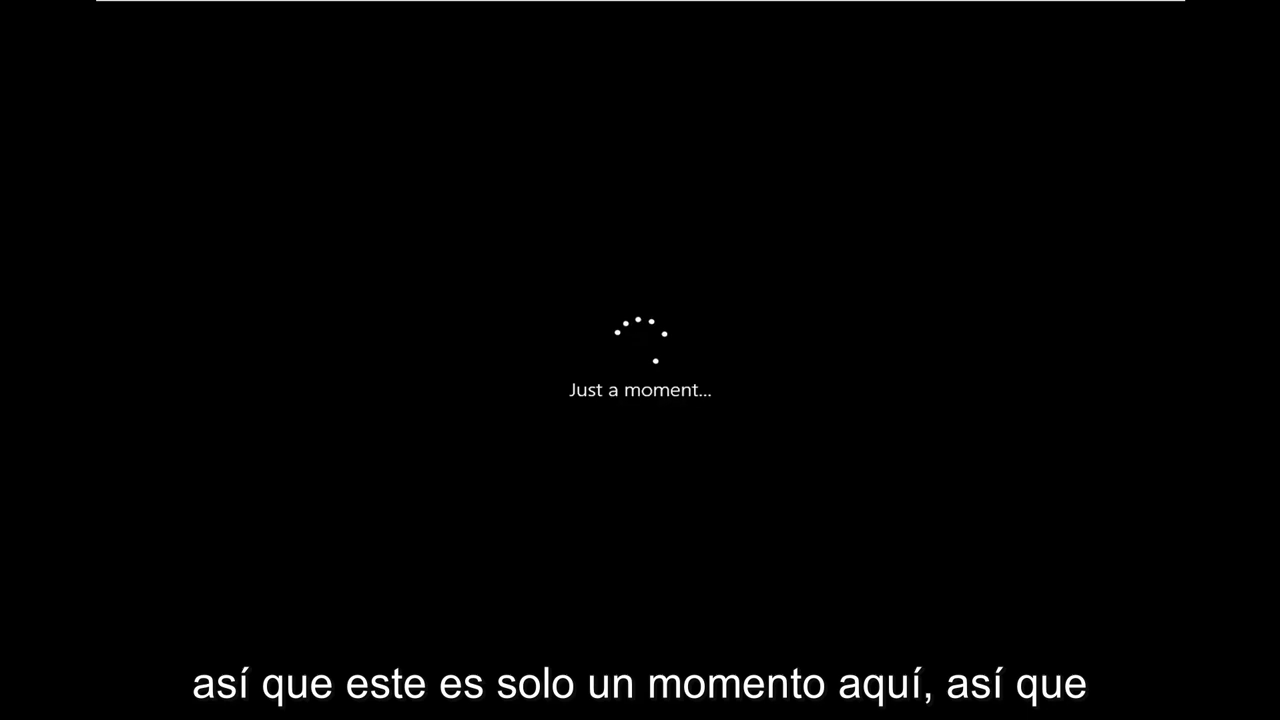 Just a moment...
así que este es solo un momento aquí, así que